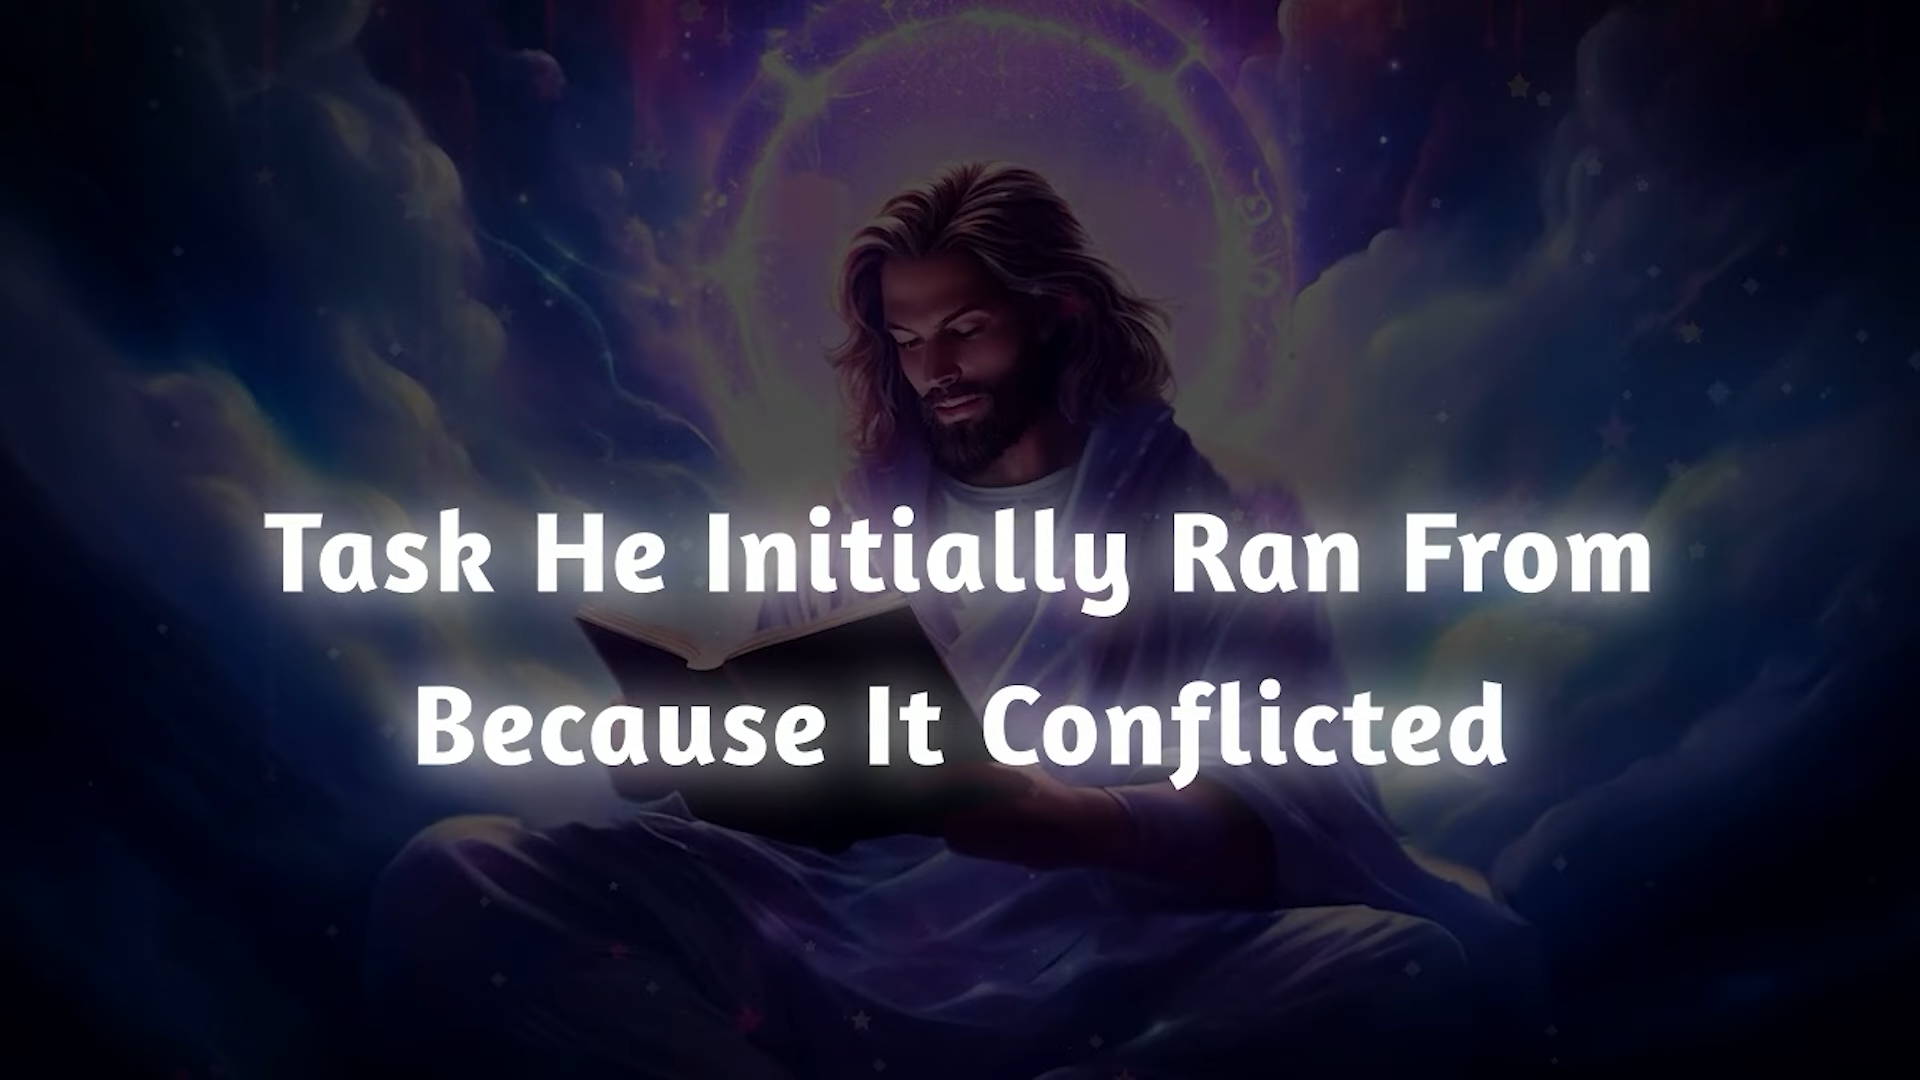 Task He Initially Ran From
Because It Conflicted